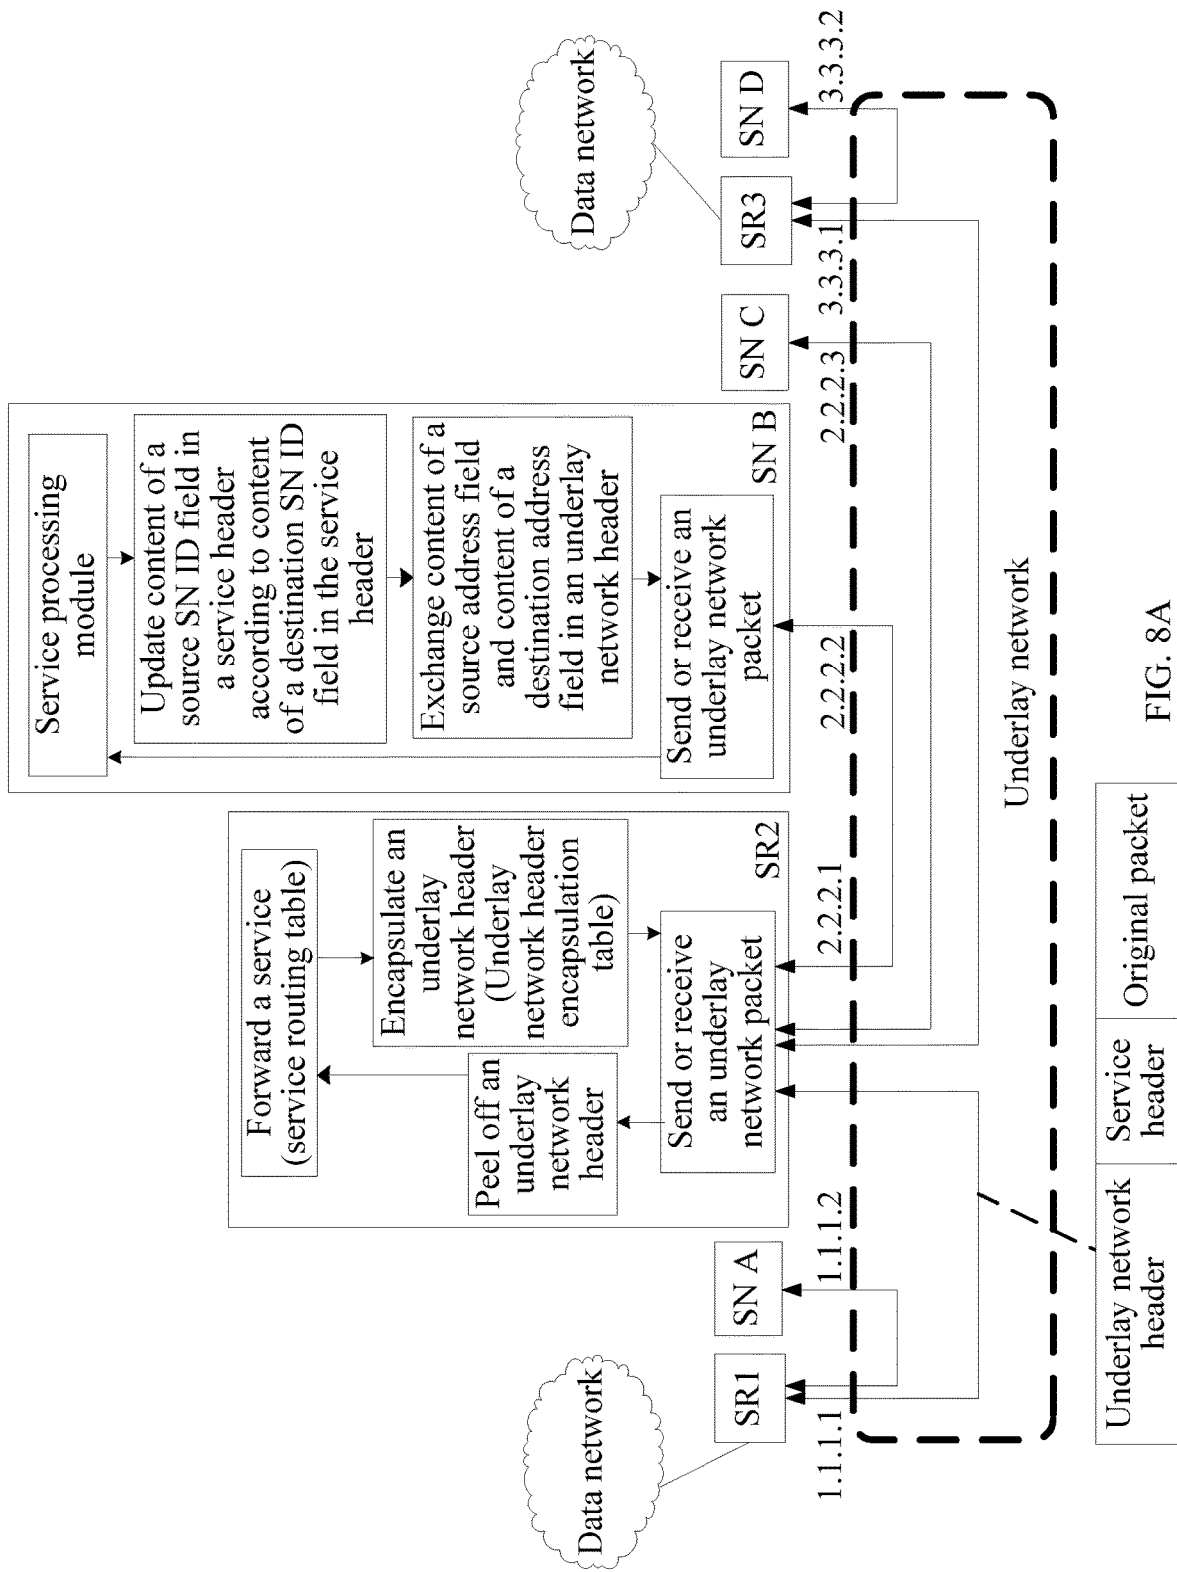 Data network
SR1
SN A
1.1.1.1
1.1.1.2
Forward a service
(service routing table)
Peel off an
underlay
network
header
Encapsulate an
underlay
network header
(Underlay
network header
encapsulation
table)
Send or receive
an underlay
network packet
SR2
2.2.2.1
Service processing
module
Update content of a
source SN ID field in
a service header
according to content
of a destination SN ID
field in the service
header
Exchange content of a
source address field
and content of a
destination address
field in an underlay
network header
Send or receive an
underlay network
packet
SN B
2.2.2.2
SN C
2.2.2.3
Data network
SR3
SN D
3.3.3.1
3.3.3.2
Underlay network
Underlay network
header
Service
header
Original packet
FIG. 8A